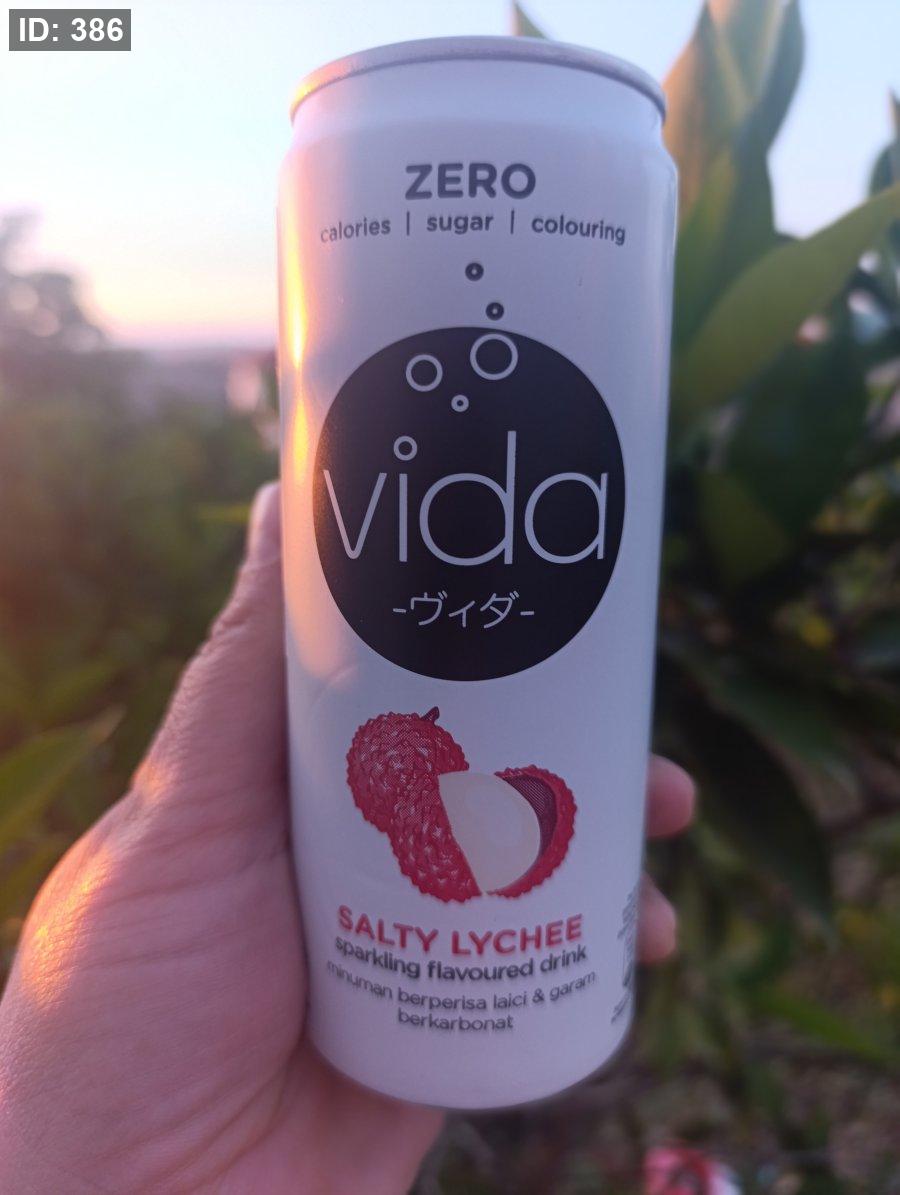 ID: 386
ZERO
calories | sugar | colouring
vida
-ヴィダ-
SALTY LYCHEE
sparkling flavoured drink
minuman berperisa laici & garam
berkarbonat